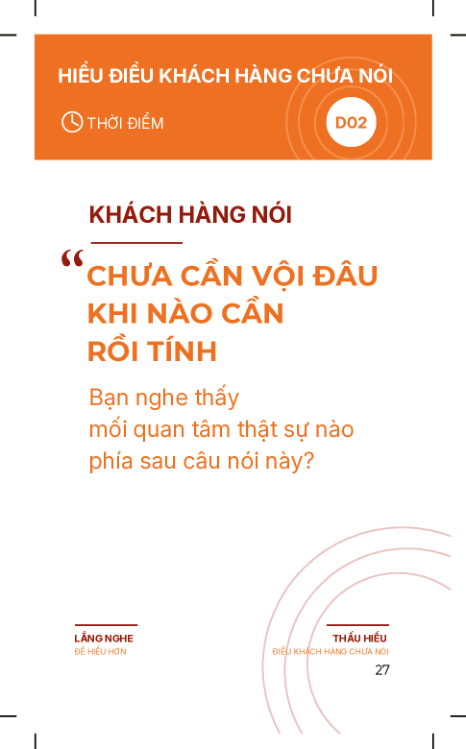 HIỂU ĐIỀU KHÁCH HÀNG CHƯA NÓI
THỜI ĐIỂM
D02
KHÁCH HÀNG NÓI
“CHƯA CẦN VỘI ĐÂU
KHI NÀO CẦN
RỒI TÍNH
Bạn nghe thấy
mối quan tâm thật sự nào
phía sau câu nói này?
LẮNG NGHE
ĐỂ HIỂU HƠN
THẤU HIỂU
ĐIỀU KHÁCH HÀNG CHƯA NÓI
27